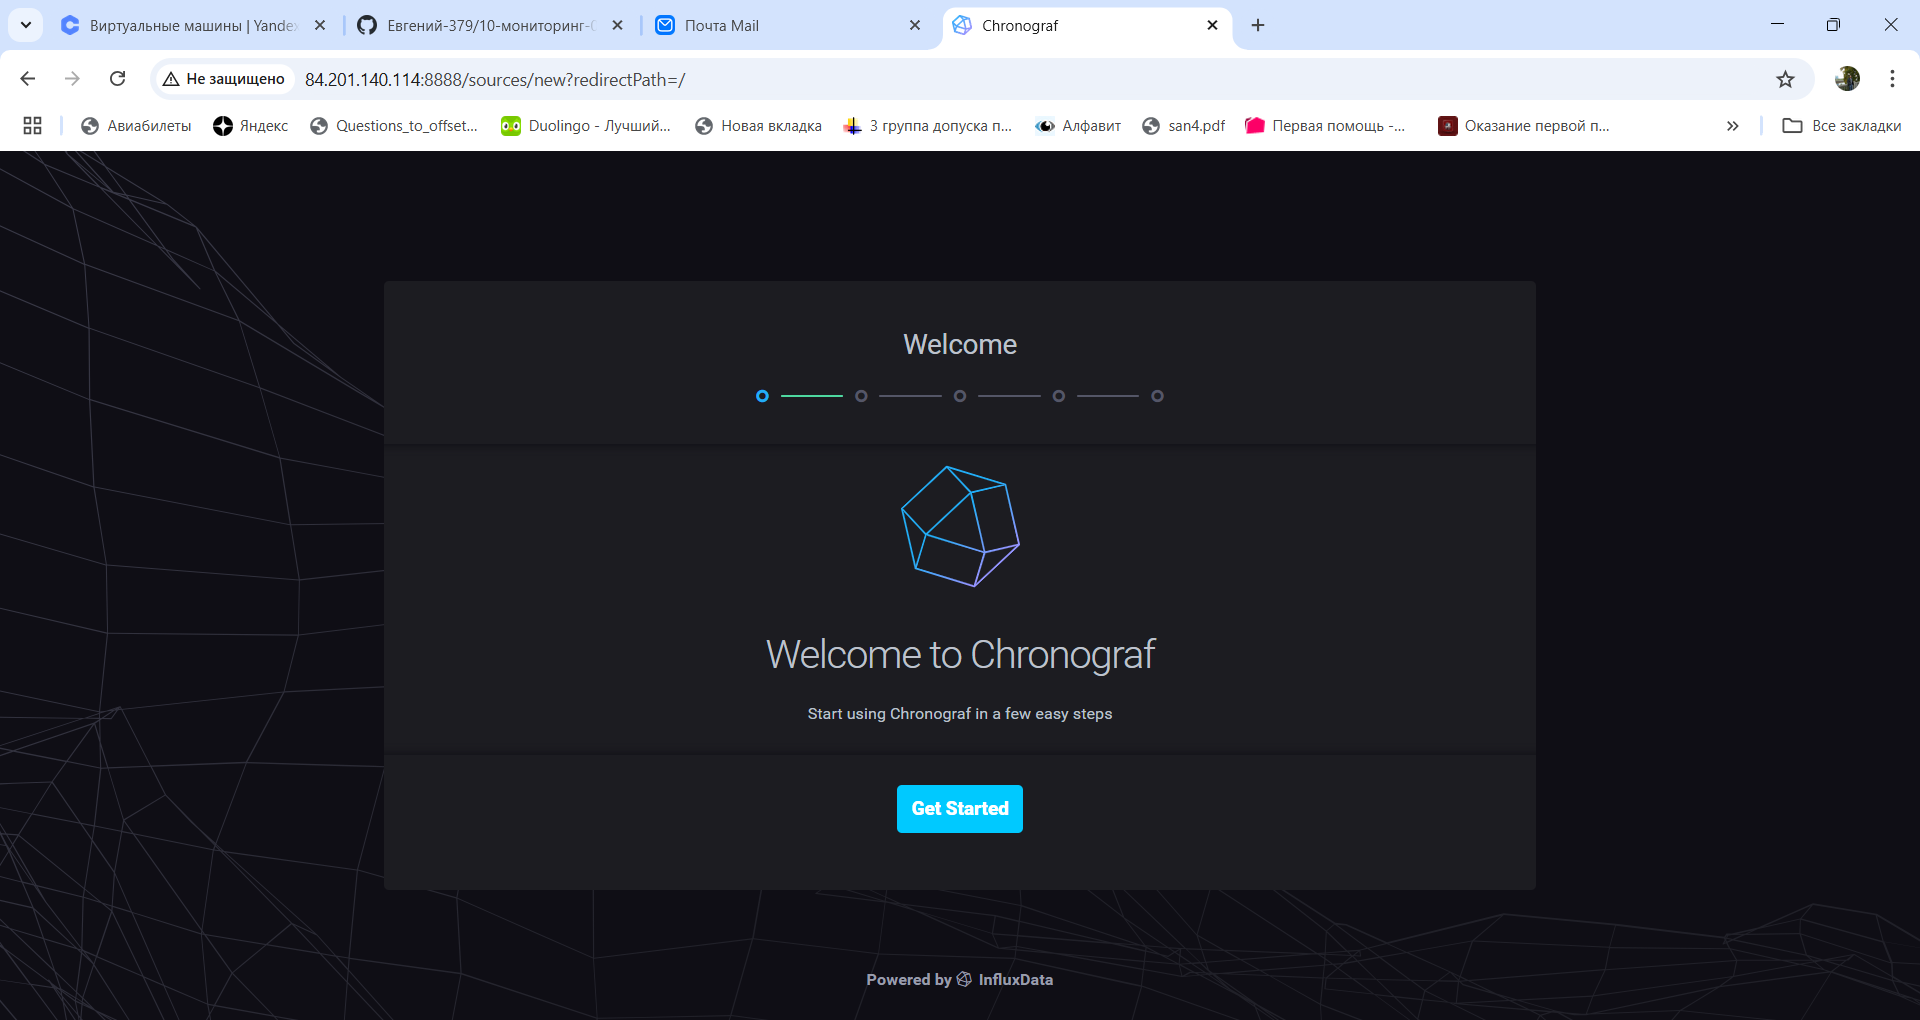 Виртуальные машины | Yandex
Евгений-379/10-мониторинг-0
Почта Mail
Chronograf
Не защищено
84.201.140.114:8888/sources/new?redirectPath=/
Авиабилеты
Яндекс
Questions_to_offset...
Duolingo - Лучший...
Новая вкладка
3 группа допуска п...
Алфавит
san4.pdf
Первая помощь -...
Оказание первой п...
Все закладки
Welcome
Welcome to Chronograf
Start using Chronograf in a few easy steps
Get Started
Powered by InfluxData